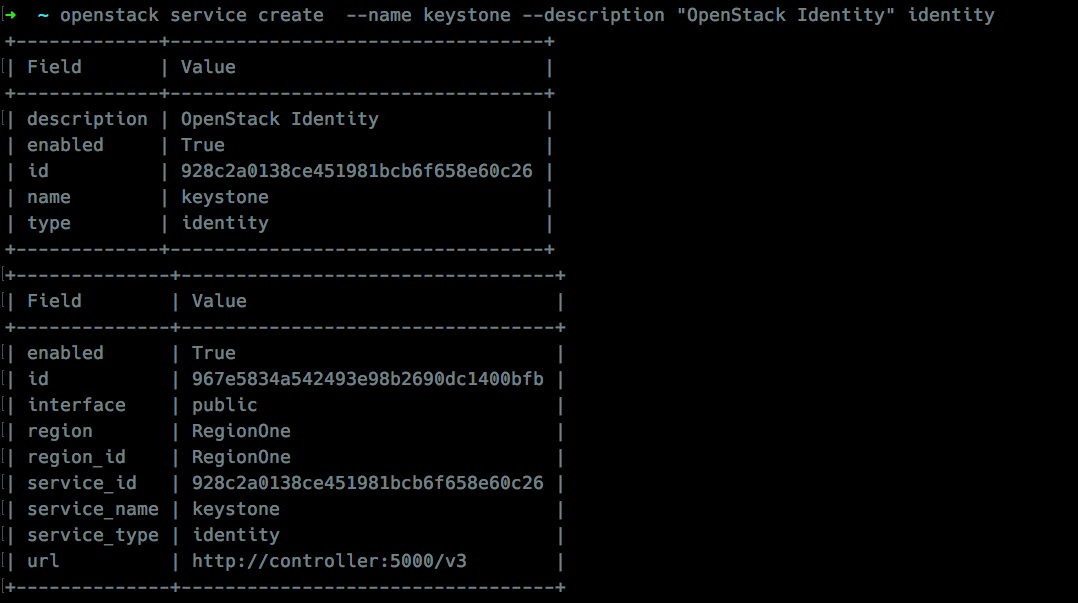 ➜  ~ openstack service create  --name keystone --description "OpenStack Identity" identity
+-------------+----------------------------------+
| Field       | Value                            |
+-------------+----------------------------------+
| description | OpenStack Identity               |
| enabled     | True                             |
| id          | 928c2a0138ce451981bcb6f658e60c26 |
| name        | keystone                         |
| type        | identity                         |
+-------------+----------------------------------+
+--------------+----------------------------------+
| Field        | Value                            |
+--------------+----------------------------------+
| enabled      | True                             |
| id           | 967e5834a542493e98b2690dc1400bfb |
| interface    | public                           |
| region       | RegionOne                        |
| region_id    | RegionOne                        |
| service_id   | 928c2a0138ce451981bcb6f658e60c26 |
| service_name | keystone                         |
| service_type | identity                         |
| url          | http://controller:5000/v3        |
+--------------+----------------------------------+